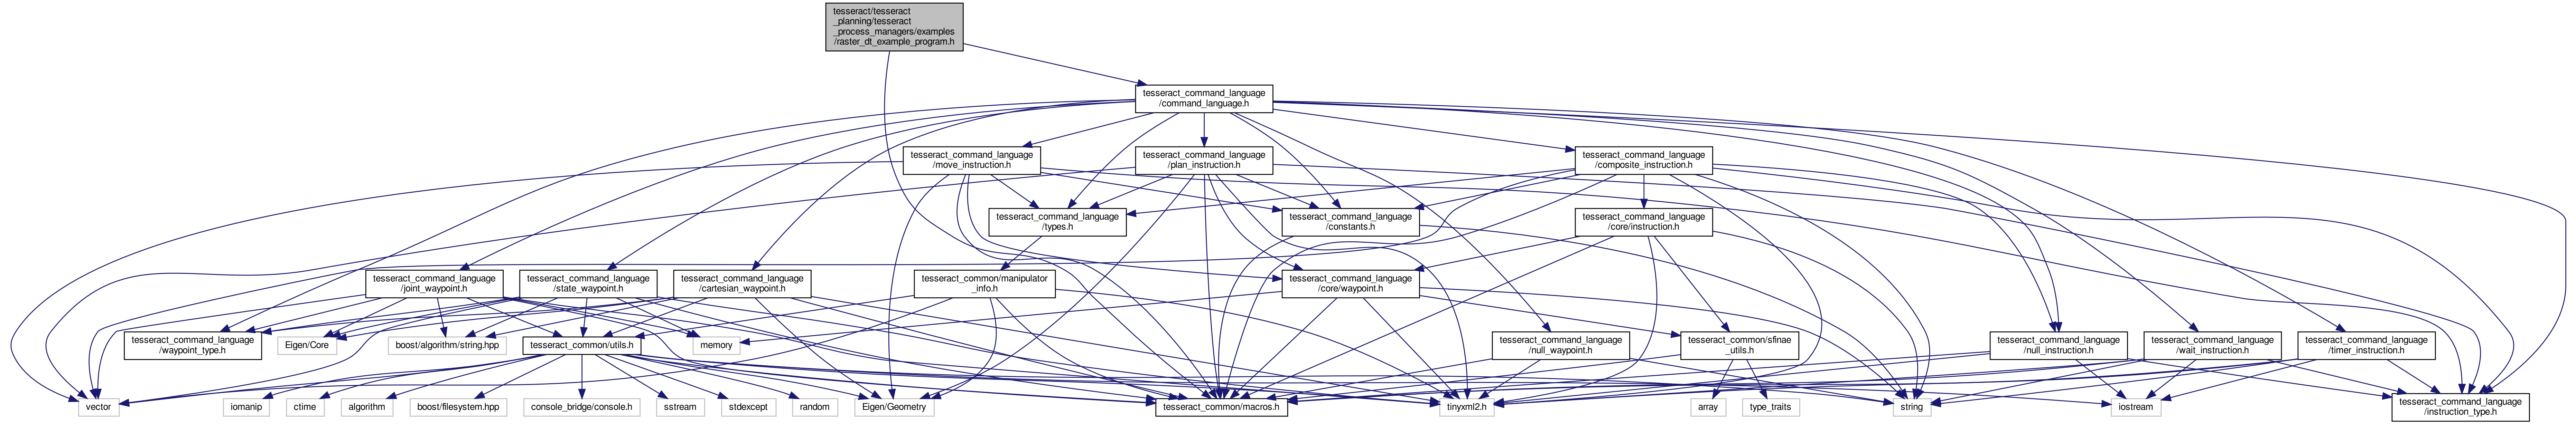 tesseract/tesseract
_planning/tesseract
_process_managers/examples
/raster_dt_example_program.h
tesseract_command_language
/command_language.h
tesseract_command_language
/move_instruction.h
tesseract_command_language
/plan_instruction.h
tesseract_command_language
/composite_instruction.h
tesseract_command_language
/types.h
tesseract_command_language
/constants.h
tesseract_command_language
/core/instruction.h
tesseract_command_language
/joint_waypoint.h
tesseract_command_language
/state_waypoint.h
tesseract_command_language
/cartesian_waypoint.h
tesseract_common/manipulator
_info.h
tesseract_command_language
/core/waypoint.h
tesseract_command_language
/waypoint_type.h
Eigen/Core
boost/algorithm/string.hpp
tesseract_common/utils.h
memory
tesseract_command_language
/null_waypoint.h
tesseract_common/sfinae
_utils.h
tesseract_command_language
/null_instruction.h
tesseract_command_language
/wait_instruction.h
tesseract_command_language
/timer_instruction.h
vector
iomanip
ctime
algorithm
boost/filesystem.hpp
console_bridge/console.h
sstream
stdexcept
random
Eigen/Geometry
tesseract_common/macros.h
tinyxml2.h
array
type_traits
string
iostream
tesseract_command_language
/instruction_type.h